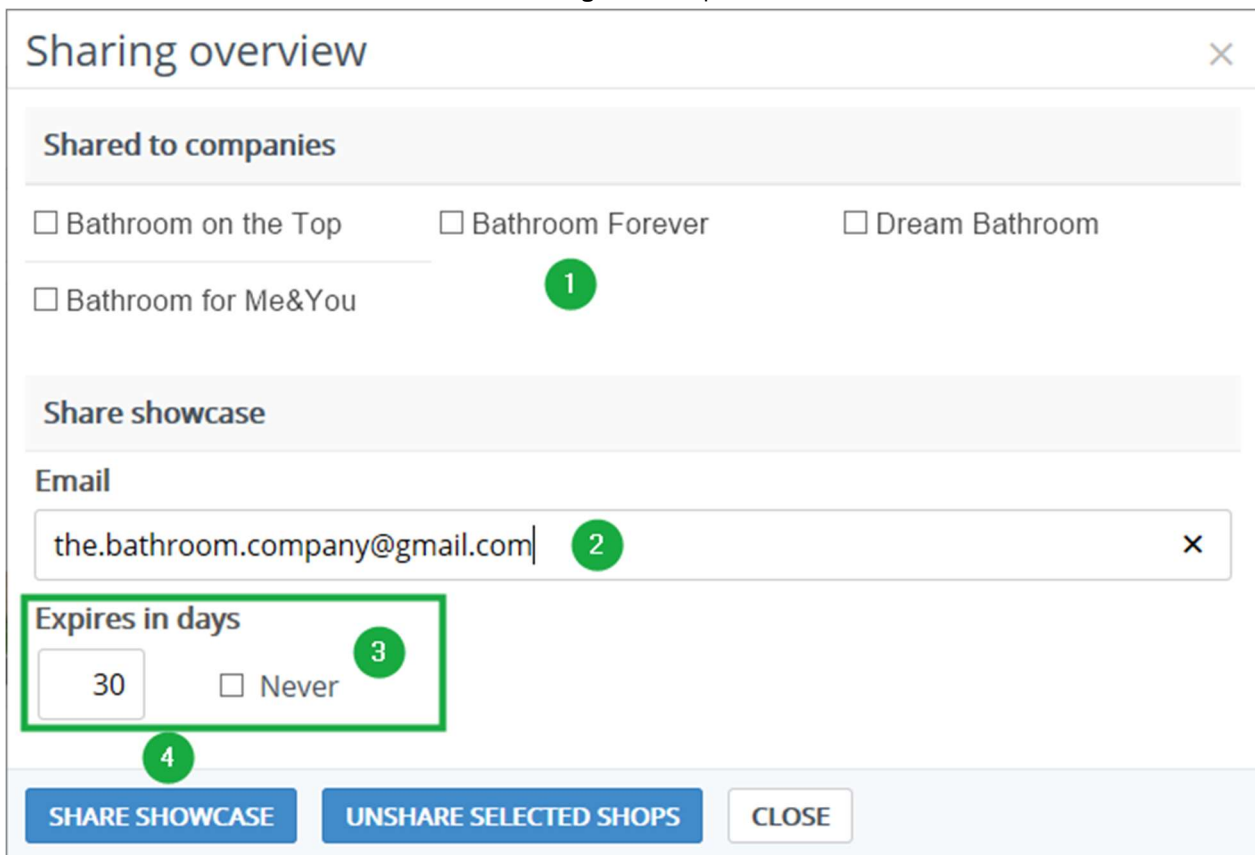 Sharing overview ×
Shared to companies
Bathroom on the Top Bathroom Forever Dream Bathroom
1
Bathroom for Me&You
Share showcase
Email
the.bathroom.company@gmail.com 2 ×
Expires in days
3
30 Never
4
SHARE SHOWCASE UNSHARE SELECTED SHOPS CLOSE